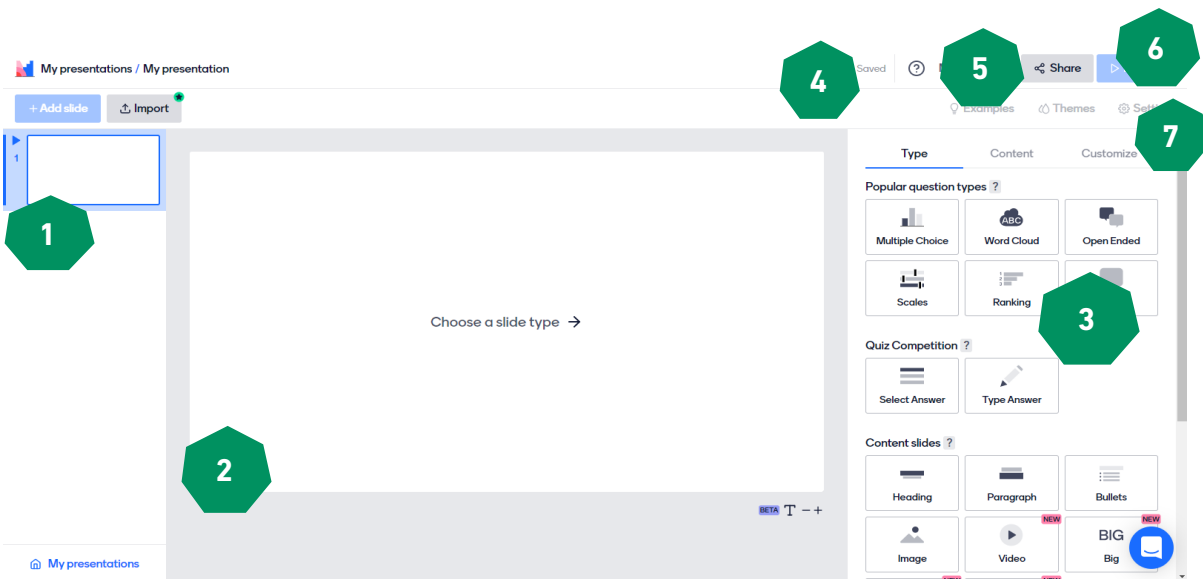 6
5
4
My presentations / My presentation
Saved
Share
+ Add slide
Import
Examples
Themes
7
1
Type
Content
Customize
Popular question types ?
Multiple Choice
ABC
Word Cloud
Open Ended
1
Scales
Ranking
3
Choose a slide type →
Quiz Competition ?
Select Answer
Type Answer
2
Content slides ?
Heading
Paragraph
Bullets
BETA T − +
NEW
NEW
BIG
Image
Video
Big
My presentations